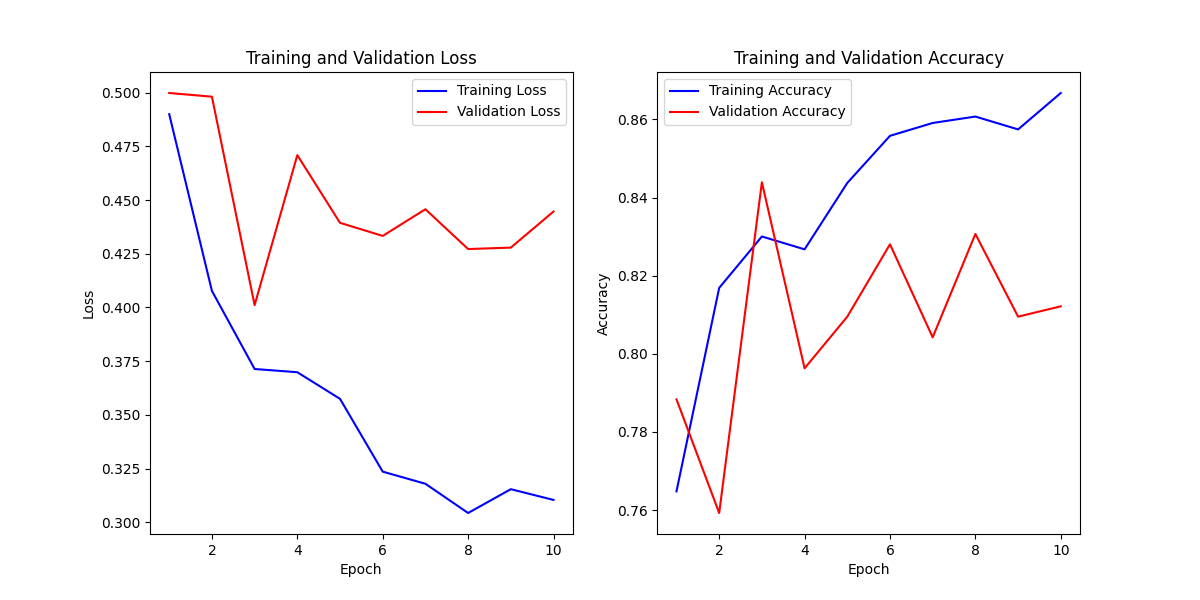 Training and Validation Loss
Training Loss
Validation Loss
0.500
0.475
0.450
0.425
0.400
0.375
0.350
0.325
0.300
Loss
2 4 6 8 10
Epoch
Training and Validation Accuracy
Training Accuracy
Validation Accuracy
0.86
0.84
0.82
0.80
0.78
0.76
Accuracy
2 4 6 8 10
Epoch